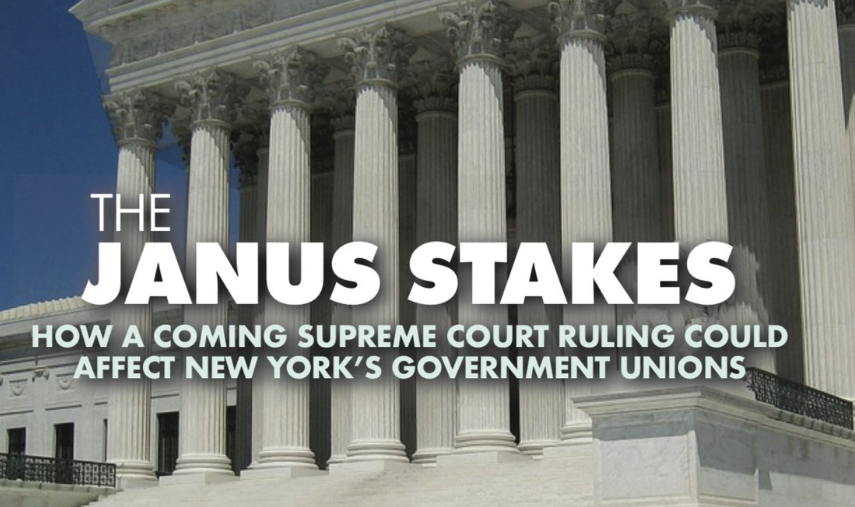 THE
JANUS STAKES
HOW A COMING SUPREME COURT RULING COULD
AFFECT NEW YORK'S GOVERNMENT UNIONS